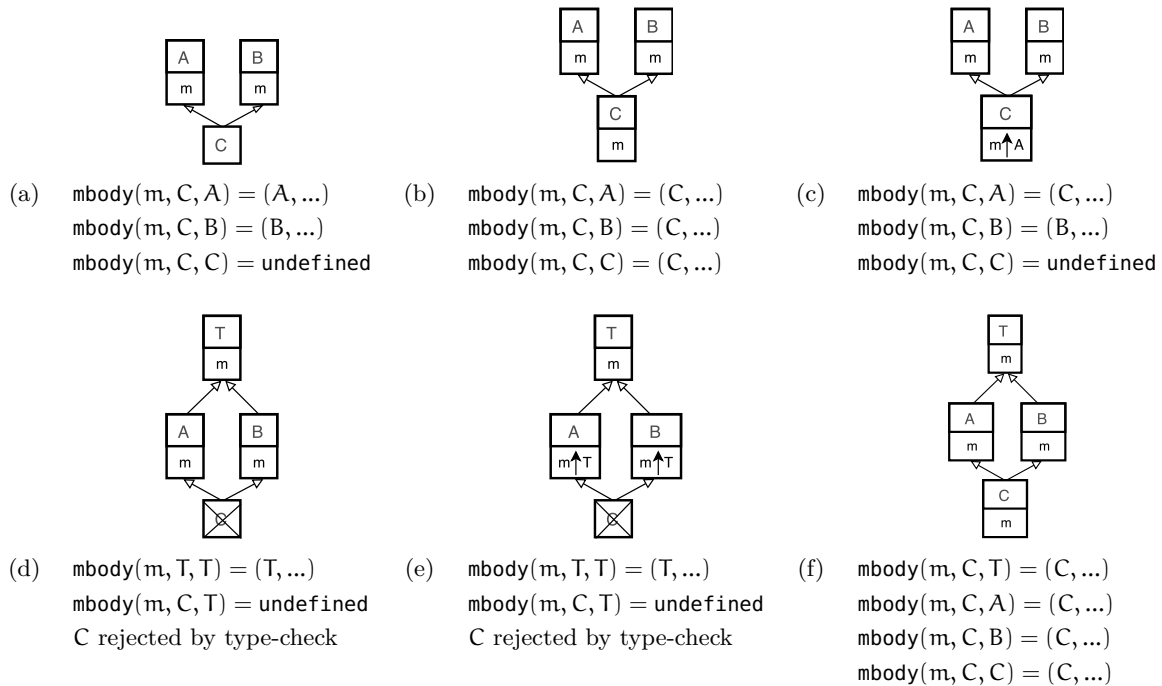 A B
m m
C
A B
m m
C
m
A B
m m
C
m A
(a) mbody(m, C, A) = (A, ...)
mbody(m, C, B) = (B, ...)
mbody(m, C, C) = undefined
(b) mbody(m, C, A) = (C, ...)
mbody(m, C, B) = (C, ...)
mbody(m, C, C) = (C, ...)
(c) mbody(m, C, A) = (C, ...)
mbody(m, C, B) = (B, ...)
mbody(m, C, C) = undefined
T
m
A B
m m
C
T
m
A B
m T m T
C
T
m
A B
m m
C
m
(d) mbody(m, T, T) = (T, ...)
mbody(m, C, T) = undefined
C rejected by type-check
(e) mbody(m, T, T) = (T, ...)
mbody(m, C, T) = undefined
C rejected by type-check
(f) mbody(m, C, T) = (C, ...)
mbody(m, C, A) = (C, ...)
mbody(m, C, B) = (C, ...)
mbody(m, C, C) = (C, ...)